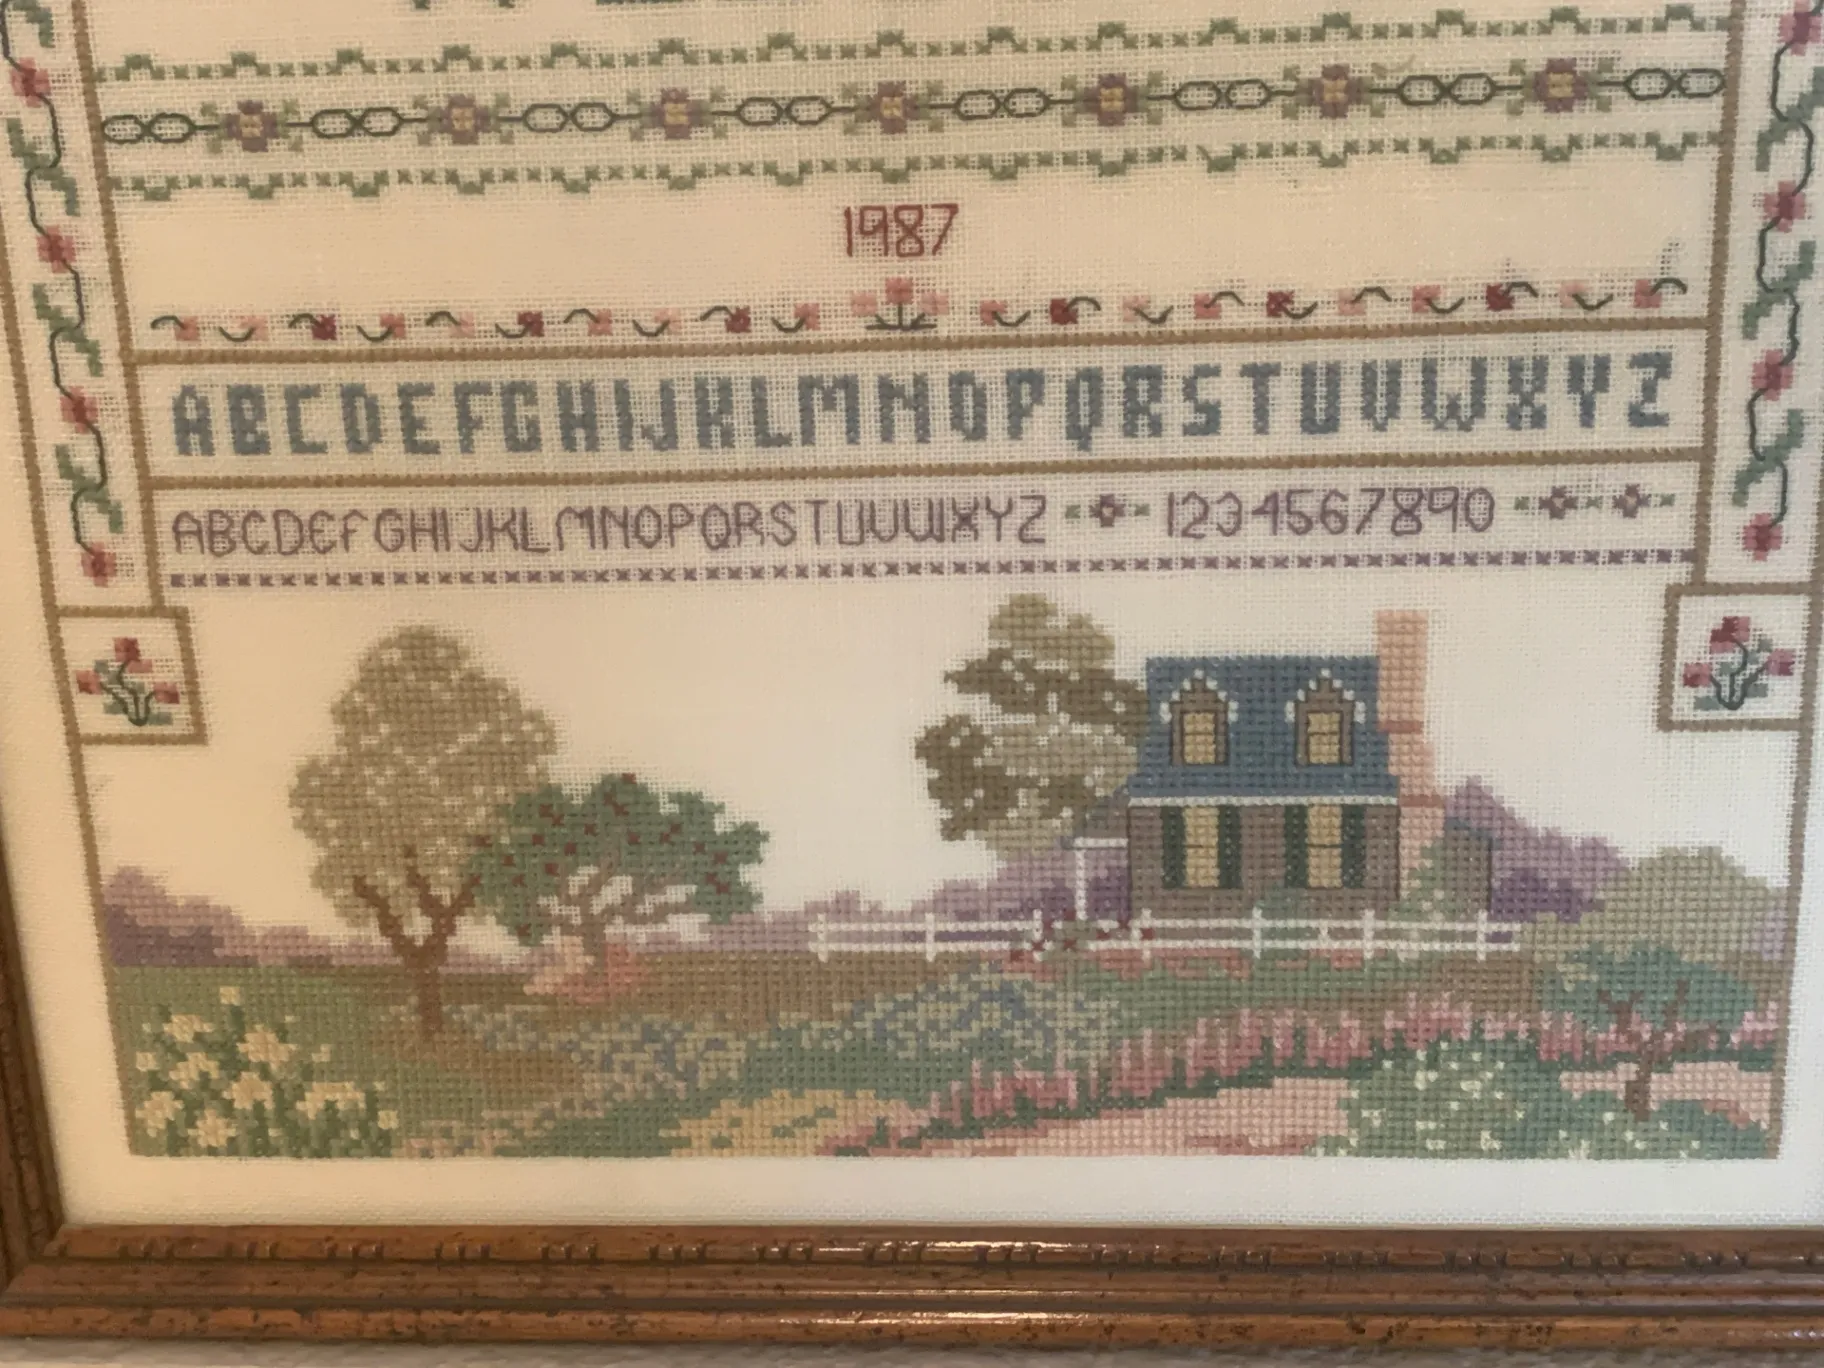 1987
ABCDEFGHIJKLMNOPQRSTUVWXYZ
ABCDEFGHIJKLMNOPQRSTUVWXYZ 1234567890